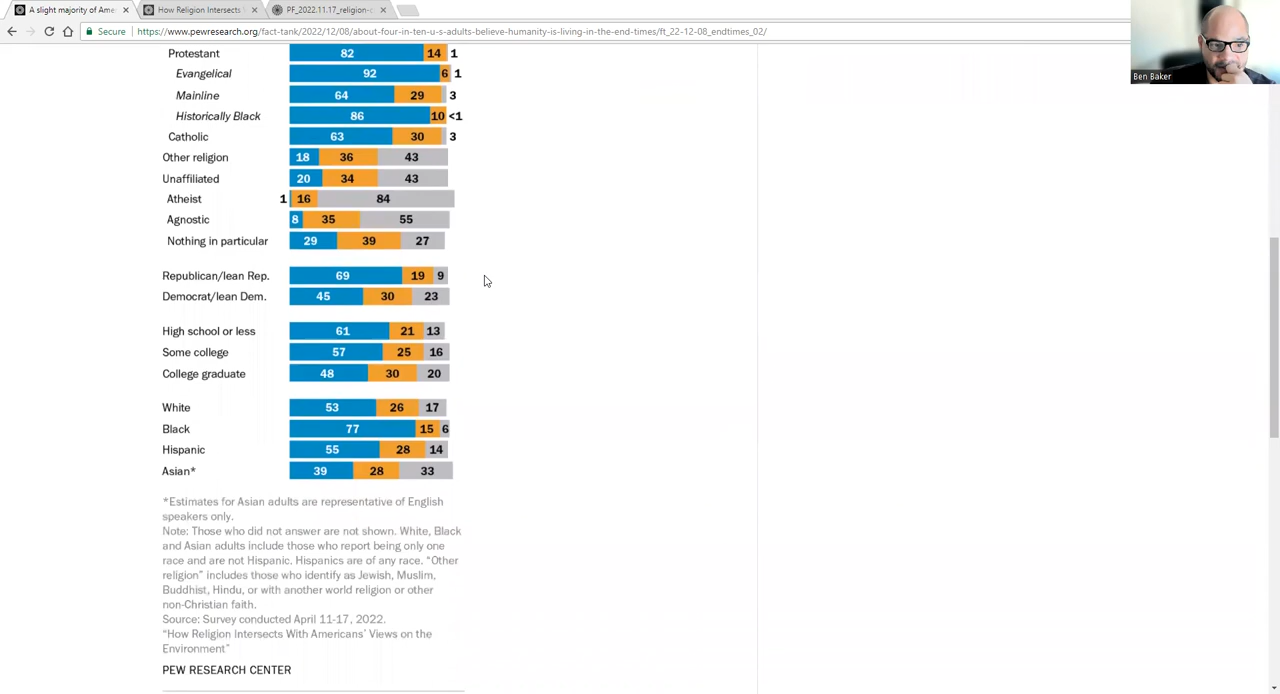 A slight majority of Ame
How Religion Intersects W
PF_2022.11.17_religion-c
Secure https://www.pewresearch.org/fact-tank/2022/12/08/about-four-in-ten-u-s-adults-believe-humanity-is-living-in-the-end-times/ft_22-12-08_endtimes_02/
Ben Baker
Protestant 82 14 1
Evangelical 92 6 1
Mainline 64 29 3
Historically Black 86 10 <1
Catholic 63 30 3
Other religion 18 36 43
Unaffiliated 20 34 43
Atheist 1 16 84
Agnostic 8 35 55
Nothing in particular 29 39 27
Republican/lean Rep. 69 19 9
Democrat/lean Dem. 45 30 23
High school or less 61 21 13
Some college 57 25 16
College graduate 48 30 20
White 53 26 17
Black 77 15 6
Hispanic 55 28 14
Asian* 39 28 33
*Estimates for Asian adults are representative of English
speakers only.
Note: Those who did not answer are not shown. White, Black
and Asian adults include those who report being only one
race and are not Hispanic. Hispanics are of any race. “Other
religion” includes those who identify as Jewish, Muslim,
Buddhist, Hindu, or with another world religion or other
non-Christian faith.
Source: Survey conducted April 11-17, 2022.
“How Religion Intersects With Americans’ Views on the
Environment”
PEW RESEARCH CENTER